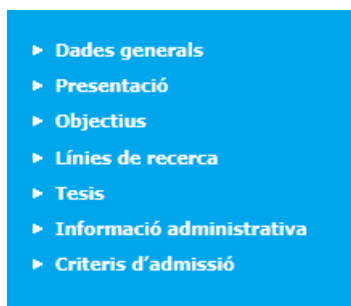 Dades generals
Presentació
Objectius
Línies de recerca
Tesis
Informació administrativa
Criteris d’admissió